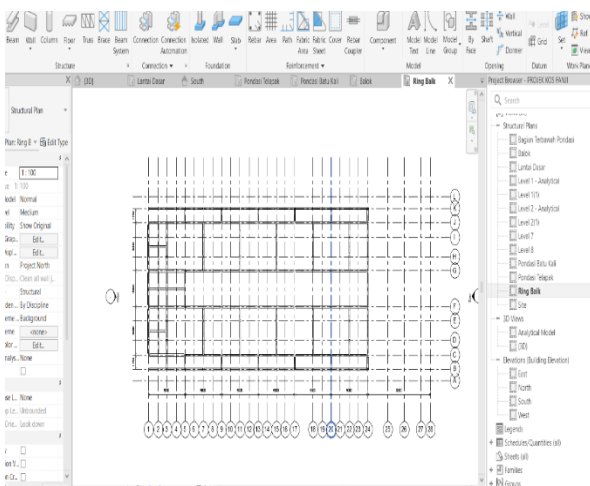 Beam Wall Column Floor Truss Brace Beam System Connection Connection Automation Isolated Wall Slab Rebar Area Path Fabric Area Fabric Sheet Cover Rebar Coupler Component Model Text Model Line Model Group By Face Shaft Wall Vertical Dormer Grid Set Show Ref View
Structure Connection Foundation Reinforcement Model Opening Datum Work Plane
(3D) Lantai Dasar South Pondasi Telapak Pondasi Batu Kali Balok Ring Balk X
Project Browser - PROJEK KOS PANJI
Search
Structural Plan
Edit Type
1 : 100
1: 100
Normal
Medium
Show Original
Edit...
Edit...
Project North
Structural
By Discipline
Background
<none>
Edit...
None
None
Unbounded
Look down
Structural Plans
Bagian Terbawah Pondasi
Balok
Lantai Dasar
Level 1 - Analytical
Level 1(1)
Level 2 - Analytical
Level 2(1)
Level 7
Level 8
Pondasi Batu Kali
Pondasi Telapak
Ring Balk
Site
3D Views
Analytical Model
{3D}
Elevations (Building Elevation)
East
North
South
West
Legends
Schedules/Quantities (all)
Sheets (all)
Families
Groups
L
K
J
I
H
G
F
E
D
C
B
A
1 2 3 4 5 6 7 8 9 10 11 12 13 14 15 16 17 18 19 20 21 22 23 24 25 26 27 28